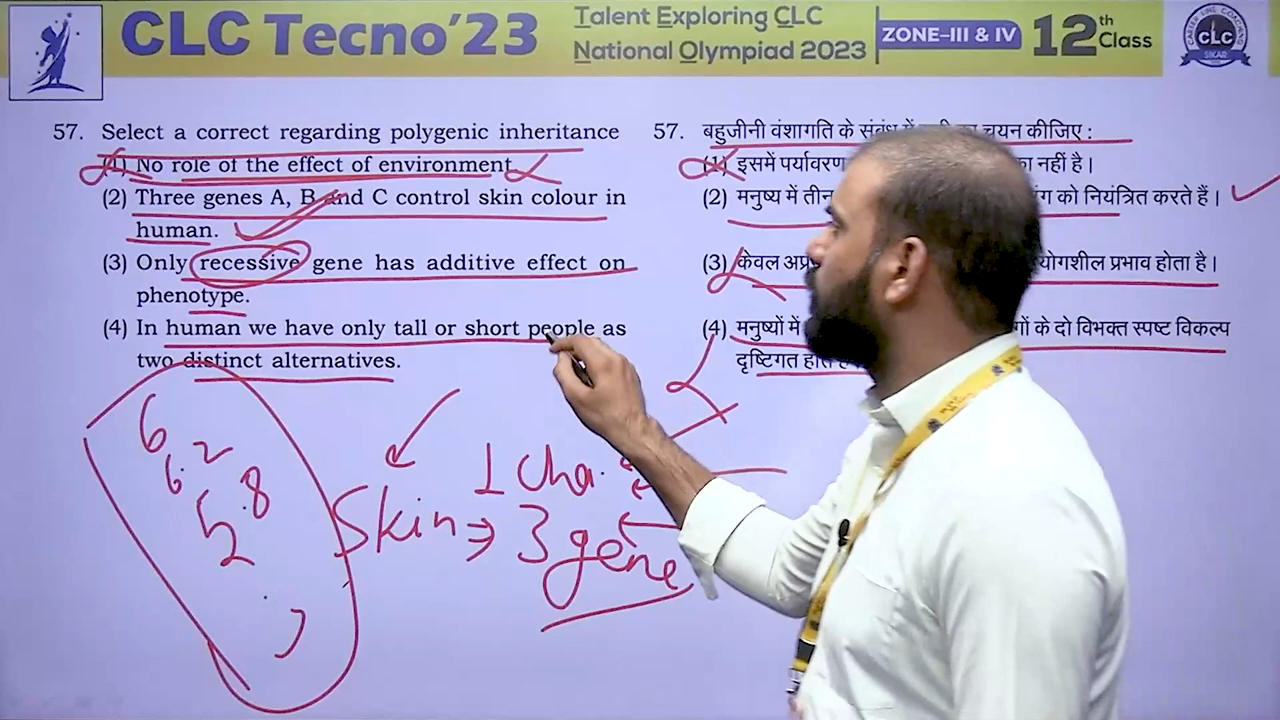 CLC Tecno'23
Talent Exploring CLC
National Olympiad 2023
ZONE–III & IV
12th Class
CLC
SIKAR
57. Select a correct regarding polygenic inheritance
(1) No role of the effect of environment
(2) Three genes A, B and C control skin colour in
human.
(3) Only recessive gene has additive effect on
phenotype.
(4) In human we have only tall or short people as
two distinct alternatives.
57. बहुजीनी वंशागति के संबंध में चयन कीजिए :
(1) इसमें पर्यावरण का नहीं है।
(2) मनुष्य में को नियंत्रित करते हैं।
(3) केवल योगशील प्रभाव होता है।
(4) मनुष्यों में के दो विभक्त स्पष्ट विकल्प
दृष्टिगत होते
6 2
6. 8
5.
2
Skin ⇒ 3 gene
1 Cha.